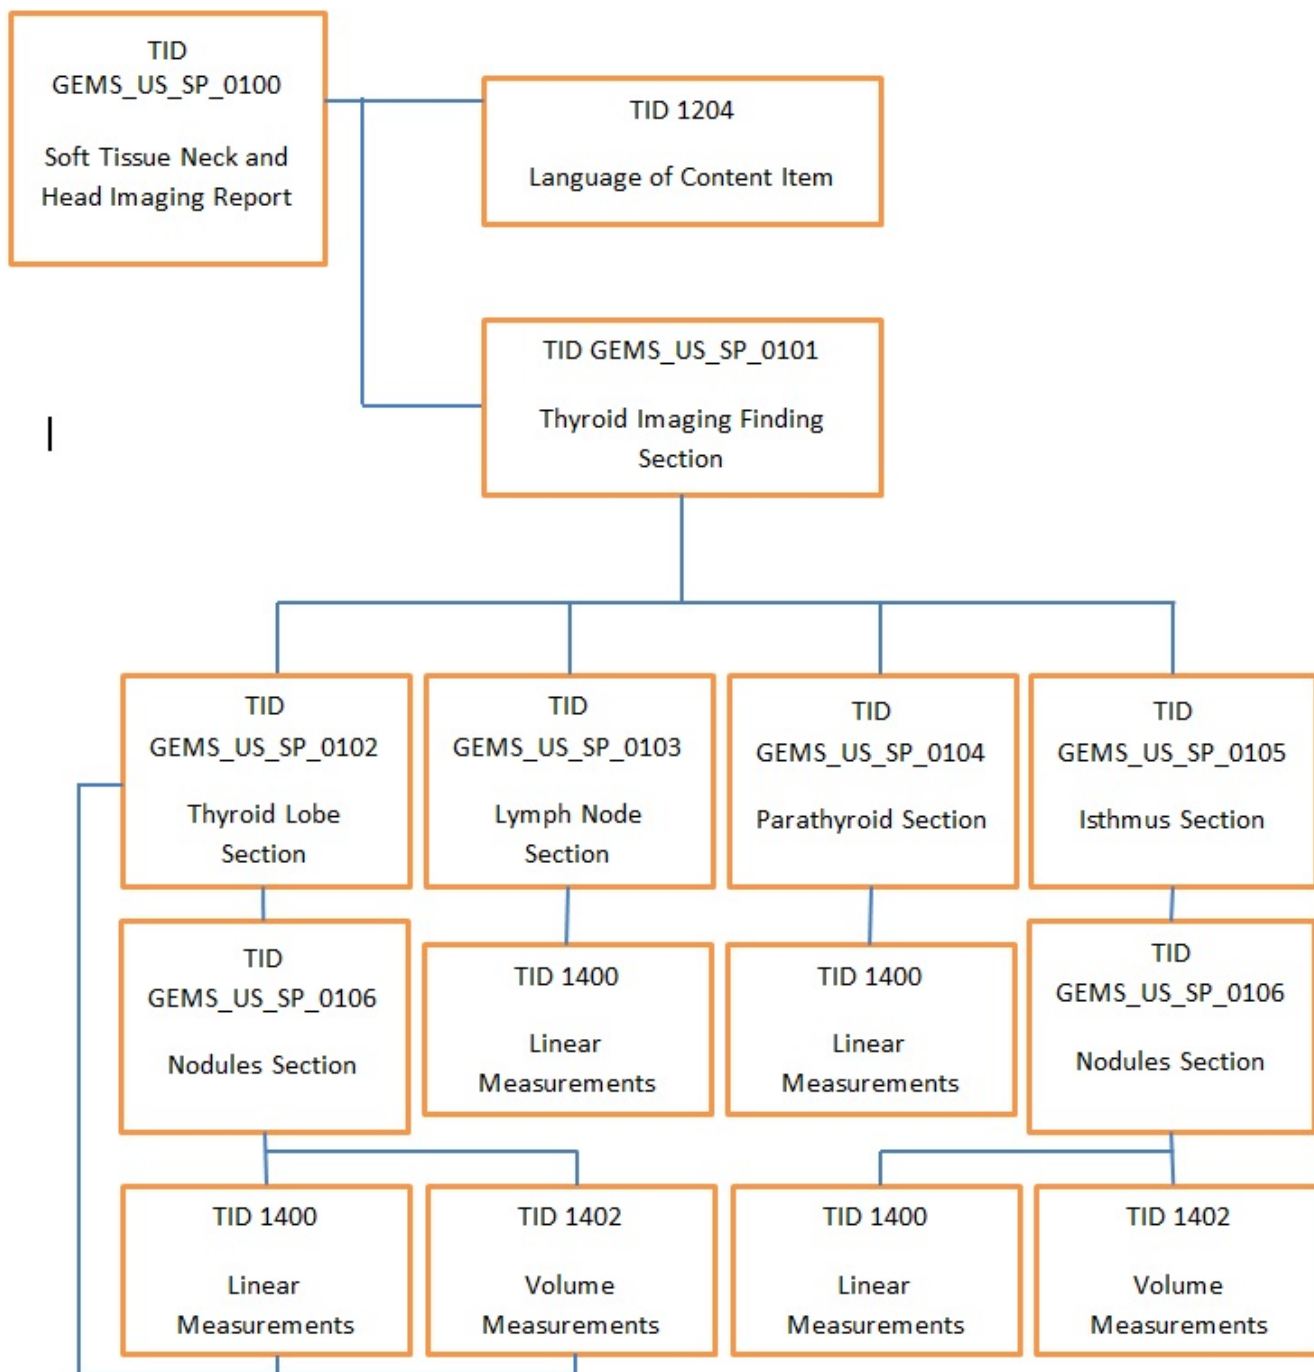 TID
GEMS_US_SP_0100
Soft Tissue Neck and
Head Imaging Report
TID 1204
Language of Content Item
TID GEMS_US_SP_0101
Thyroid Imaging Finding
Section
TID
GEMS_US_SP_0102
Thyroid Lobe
Section
TID
GEMS_US_SP_0103
Lymph Node
Section
TID
GEMS_US_SP_0104
Parathyroid Section
TID
GEMS_US_SP_0105
Isthmus Section
TID
GEMS_US_SP_0106
Nodules Section
TID 1400
Linear
Measurements
TID 1400
Linear
Measurements
TID
GEMS_US_SP_0106
Nodules Section
TID 1400
Linear
Measurements
TID 1402
Volume
Measurements
TID 1400
Linear
Measurements
TID 1402
Volume
Measurements